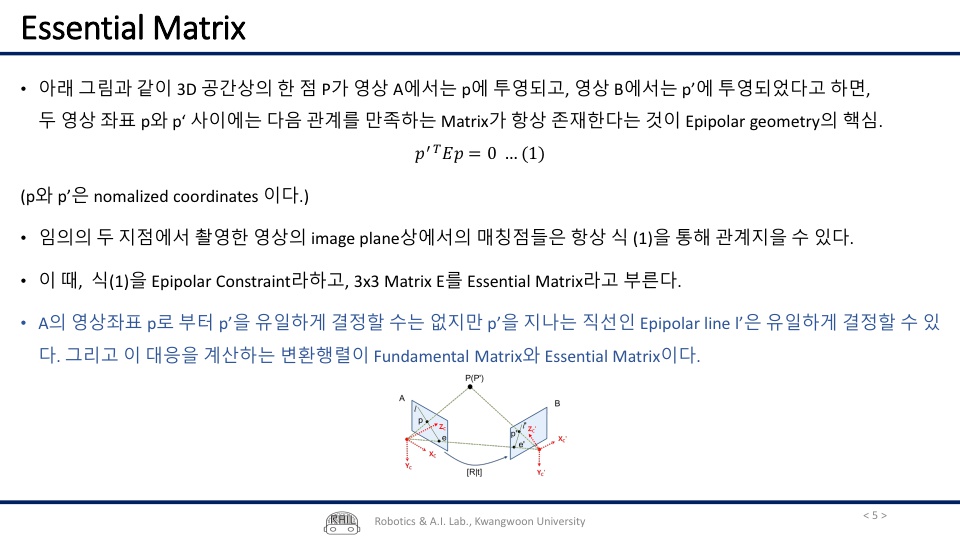 Essential Matrix
• 아래 그림과 같이 3D 공간상의 한 점 P가 영상 A에서는 p에 투영되고, 영상 B에서는 p’에 투영되었다고 하면,
두 영상 좌표 p와 p‘ 사이에는 다음 관계를 만족하는 Matrix가 항상 존재한다는 것이 Epipolar geometry의 핵심.
p′ᵀEp = 0 … (1)
(p와 p’은 nomalized coordinates 이다.)
• 임의의 두 지점에서 촬영한 영상의 image plane상에서의 매칭점들은 항상 식 (1)을 통해 관계지을 수 있다.
• 이 때, 식(1)을 Epipolar Constraint라하고, 3x3 Matrix E를 Essential Matrix라고 부른다.
• A의 영상좌표 p로 부터 p’을 유일하게 결정할 수는 없지만 p’을 지나는 직선인 Epipolar line l’은 유일하게 결정할 수 있
다. 그리고 이 대응을 계산하는 변환행렬이 Fundamental Matrix와 Essential Matrix이다.
P(P')
A
B
l
p
e
Zc
Xc
Yc
l'
p'
e'
Zc'
Xc'
Yc'
[R|t]
RAIL
Robotics & A.I. Lab., Kwangwoon University
< 5 >